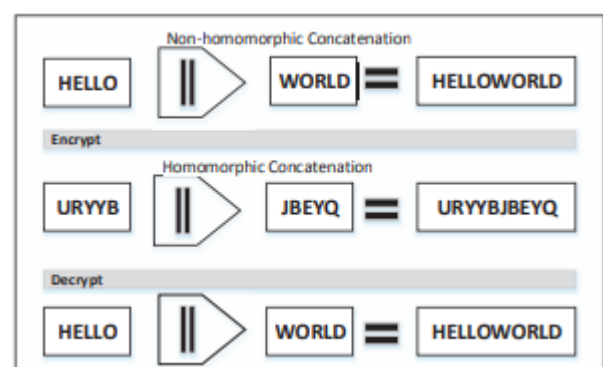 Non-homomorphic Concatenation
HELLO || WORLD = HELLOWORLD
Encrypt
Homomorphic Concatenation
URYYB || JBEYQ = URYYBJBEYQ
Decrypt
HELLO || WORLD = HELLOWORLD